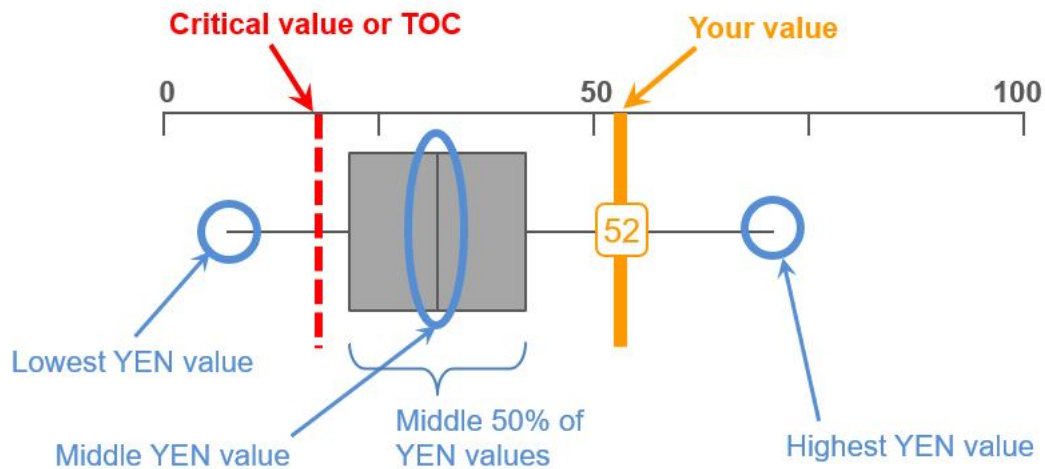 Critical value or TOC
Your value
0
50
100
52
Lowest YEN value
Middle YEN value
Middle 50% of
YEN values
Highest YEN value